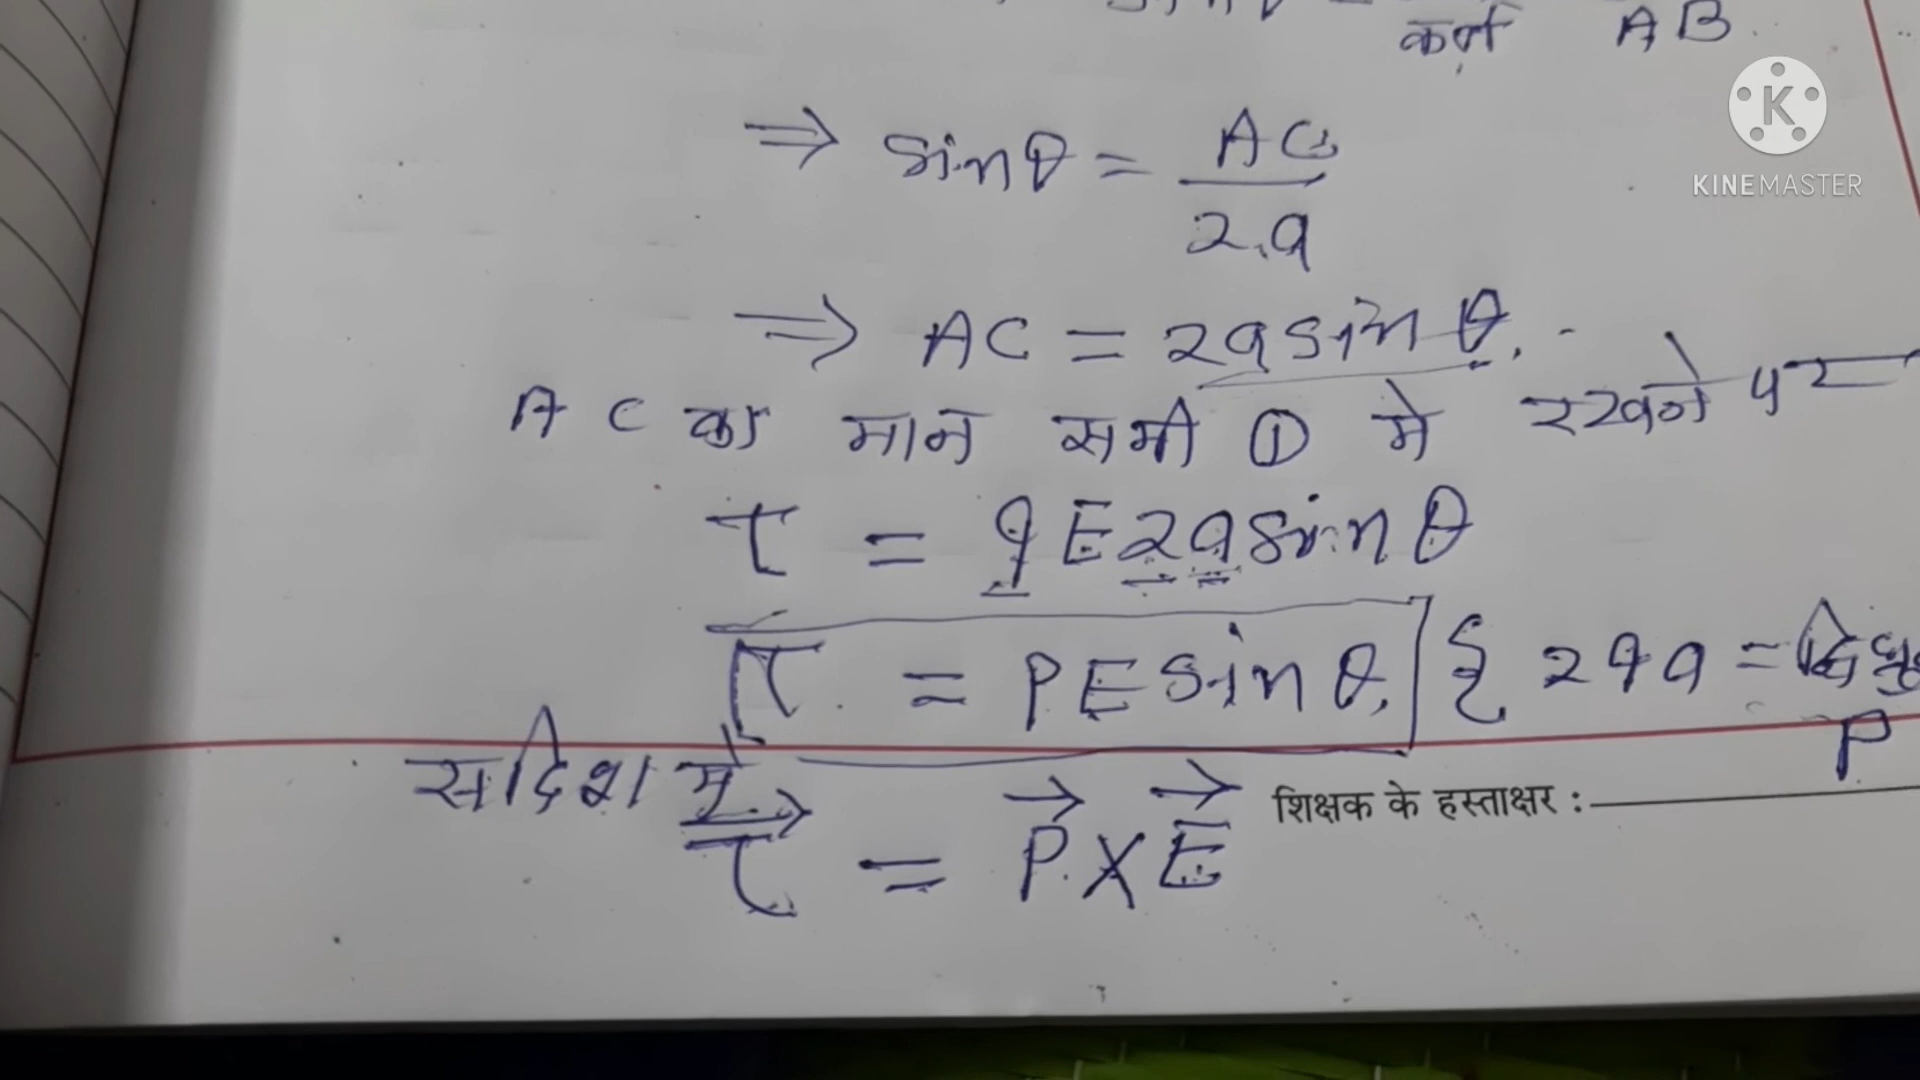 कर्ण AB
KINEMASTER
⇒ sinθ = AC / 2a
⇒ AC = 2a sinθ.
AC का मान समी ① मे रखने पर
τ = qE2a sinθ
τ = PE sinθ. { 2qa =
P
सदिश में
शिक्षक के हस्ताक्षर :
τ⃗ = P⃗ X E⃗